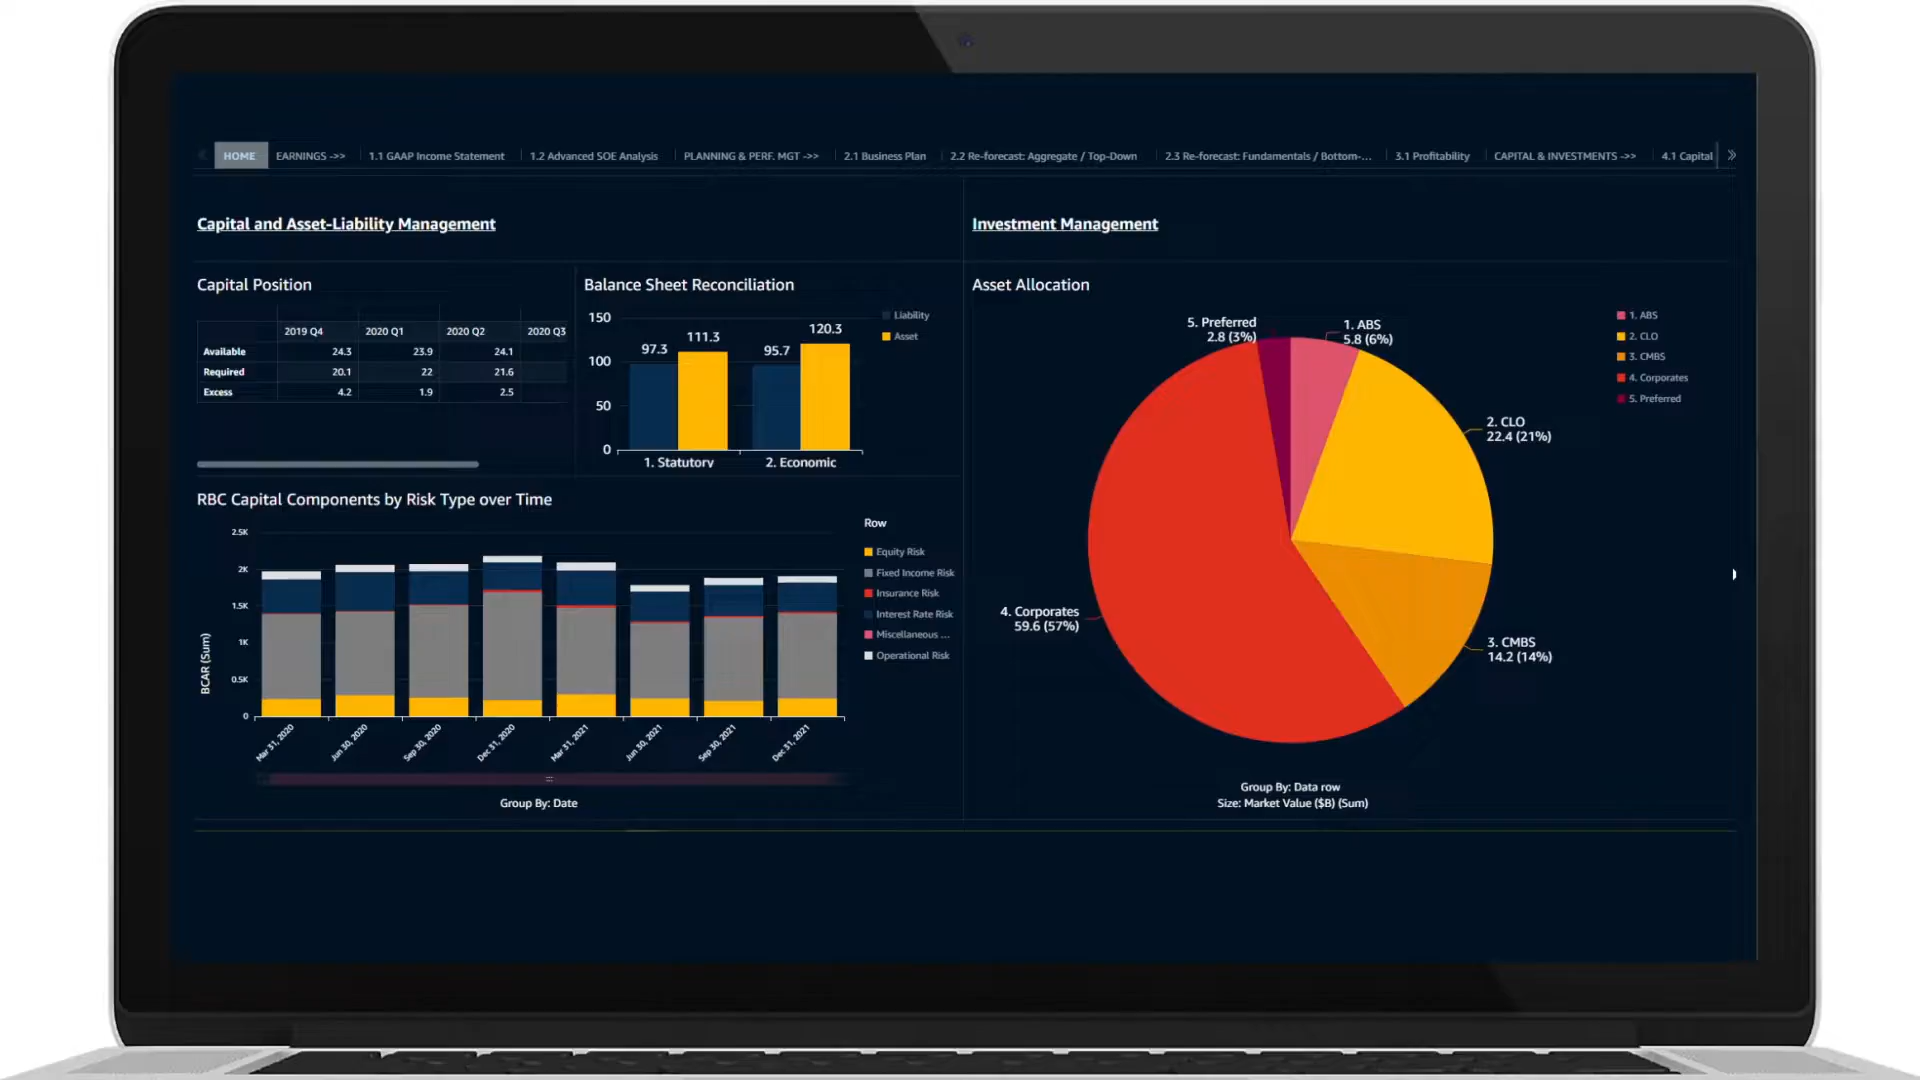 HOME
EARNINGS ->>
1.1 GAAP Income Statement
1.2 Advanced SOE Analysis
PLANNING & PERF. MGT ->>
2.1 Business Plan
2.2 Re-forecast: Aggregate / Top-Down
2.3 Re-forecast: Fundamentals / Bottom-...
3.1 Profitability
CAPITAL & INVESTMENTS ->>
4.1 Capital
Capital and Asset-Liability Management
Capital Position
2019 Q4 2020 Q1 2020 Q2 2020 Q3
Available 24.3 23.9 24.1
Required 20.1 22 21.6
Excess 4.2 1.9 2.5
Balance Sheet Reconciliation
150
100
50
0
97.3
111.3
95.7
120.3
1. Statutory
2. Economic
Liability
Asset
RBC Capital Components by Risk Type over Time
BCAR (Sum)
2.5K
2K
1.5K
1K
0.5K
0
Mar 31, 2020
Jun 30, 2020
Sep 30, 2020
Dec 31, 2020
Mar 31, 2021
Jun 30, 2021
Sep 30, 2021
Dec 31, 2021
Group By: Date
Row
Equity Risk
Fixed Income Risk
Insurance Risk
Interest Rate Risk
Miscellaneous ...
Operational Risk
Investment Management
Asset Allocation
5. Preferred
2.8 (3%)
1. ABS
5.8 (6%)
2. CLO
22.4 (21%)
4. Corporates
59.6 (57%)
3. CMBS
14.2 (14%)
Group By: Data row
Size: Market Value ($B) (Sum)
1. ABS
2. CLO
3. CMBS
4. Corporates
5. Preferred